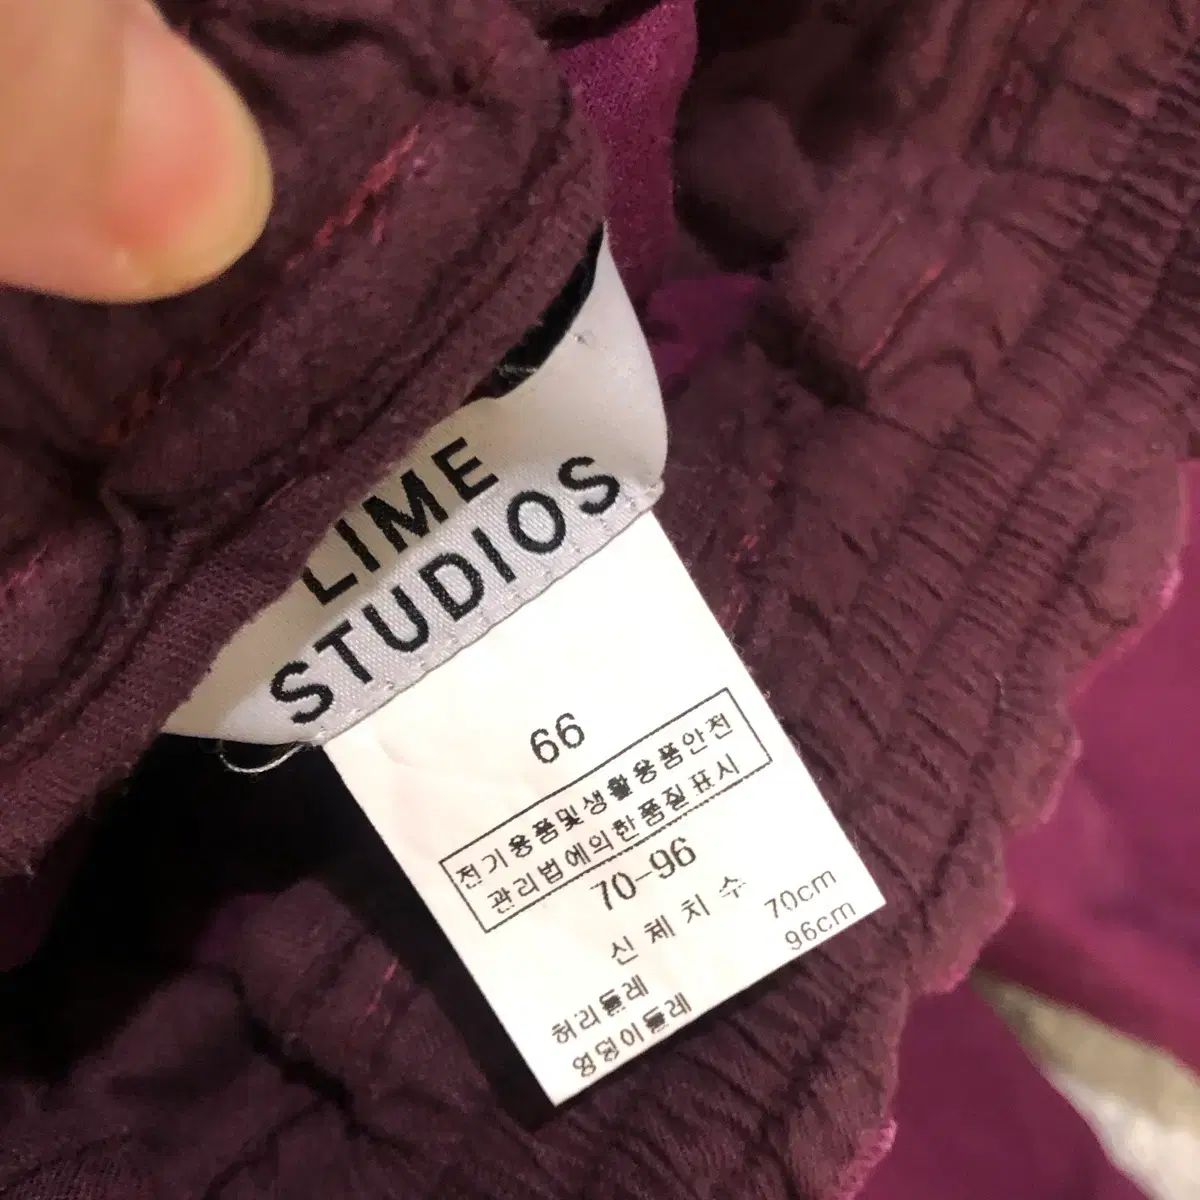 LIME
STUDIOS
66
전기용품및생활용품안전
관리법에의한품질표시
70-96
신체치수
허리둘레 70cm
엉덩이둘레 96cm